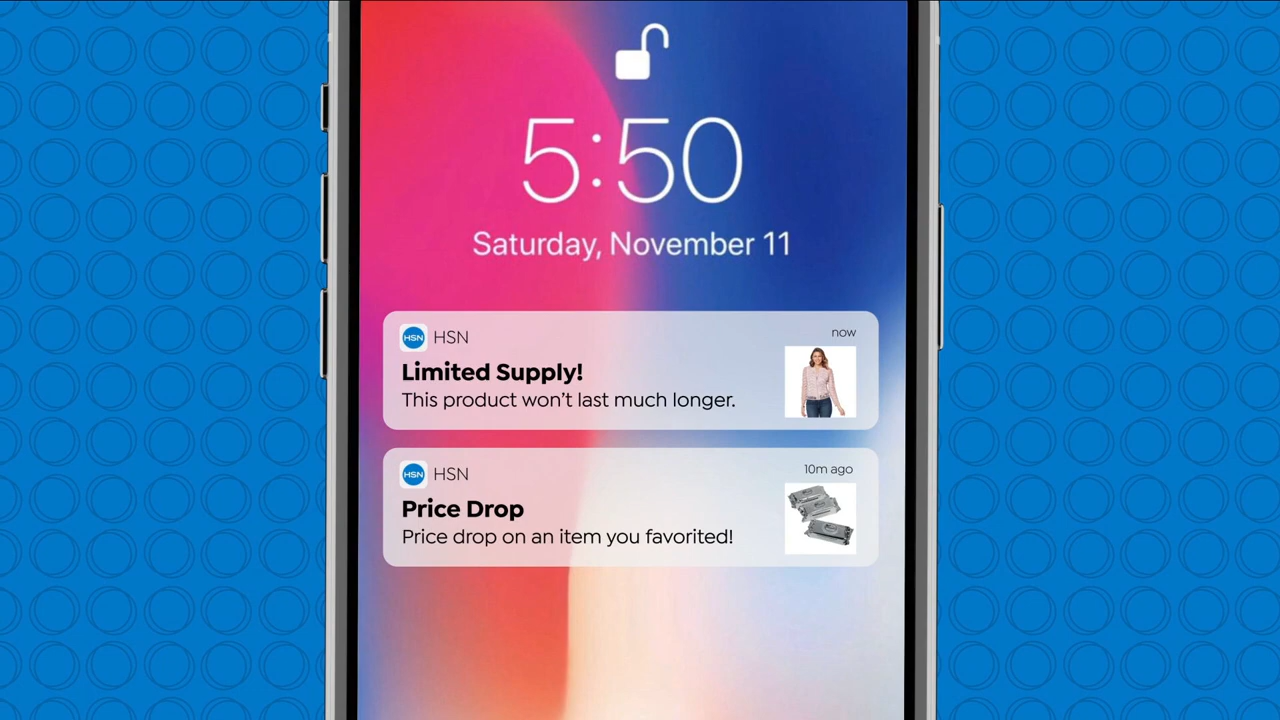 5:50
Saturday, November 11
HSN HSN now
Limited Supply!
This product won't last much longer.
HSN HSN 10m ago
Price Drop
Price drop on an item you favorited!